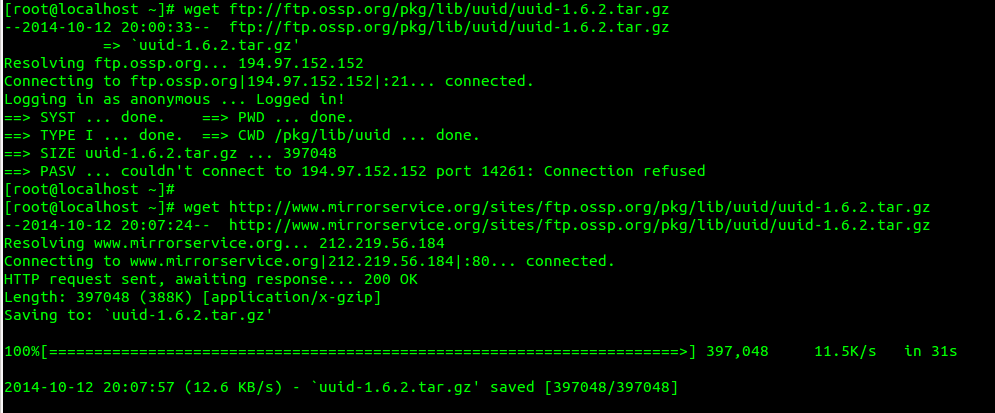 [root@localhost ~]# wget ftp://ftp.ossp.org/pkg/lib/uuid/uuid-1.6.2.tar.gz
--2014-10-12 20:00:33--  ftp://ftp.ossp.org/pkg/lib/uuid/uuid-1.6.2.tar.gz
           => `uuid-1.6.2.tar.gz'
Resolving ftp.ossp.org... 194.97.152.152
Connecting to ftp.ossp.org|194.97.152.152|:21... connected.
Logging in as anonymous ... Logged in!
==> SYST ... done.    ==> PWD ... done.
==> TYPE I ... done.  ==> CWD /pkg/lib/uuid ... done.
==> SIZE uuid-1.6.2.tar.gz ... 397048
==> PASV ... couldn't connect to 194.97.152.152 port 14261: Connection refused
[root@localhost ~]#
[root@localhost ~]# wget http://www.mirrorservice.org/sites/ftp.ossp.org/pkg/lib/uuid/uuid-1.6.2.tar.gz
--2014-10-12 20:07:24--  http://www.mirrorservice.org/sites/ftp.ossp.org/pkg/lib/uuid/uuid-1.6.2.tar.gz
Resolving www.mirrorservice.org... 212.219.56.184
Connecting to www.mirrorservice.org|212.219.56.184|:80... connected.
HTTP request sent, awaiting response... 200 OK
Length: 397048 (388K) [application/x-gzip]
Saving to: `uuid-1.6.2.tar.gz'
100%[======================================================================>] 397,048     11.5K/s   in 31s
2014-10-12 20:07:57 (12.6 KB/s) - `uuid-1.6.2.tar.gz' saved [397048/397048]